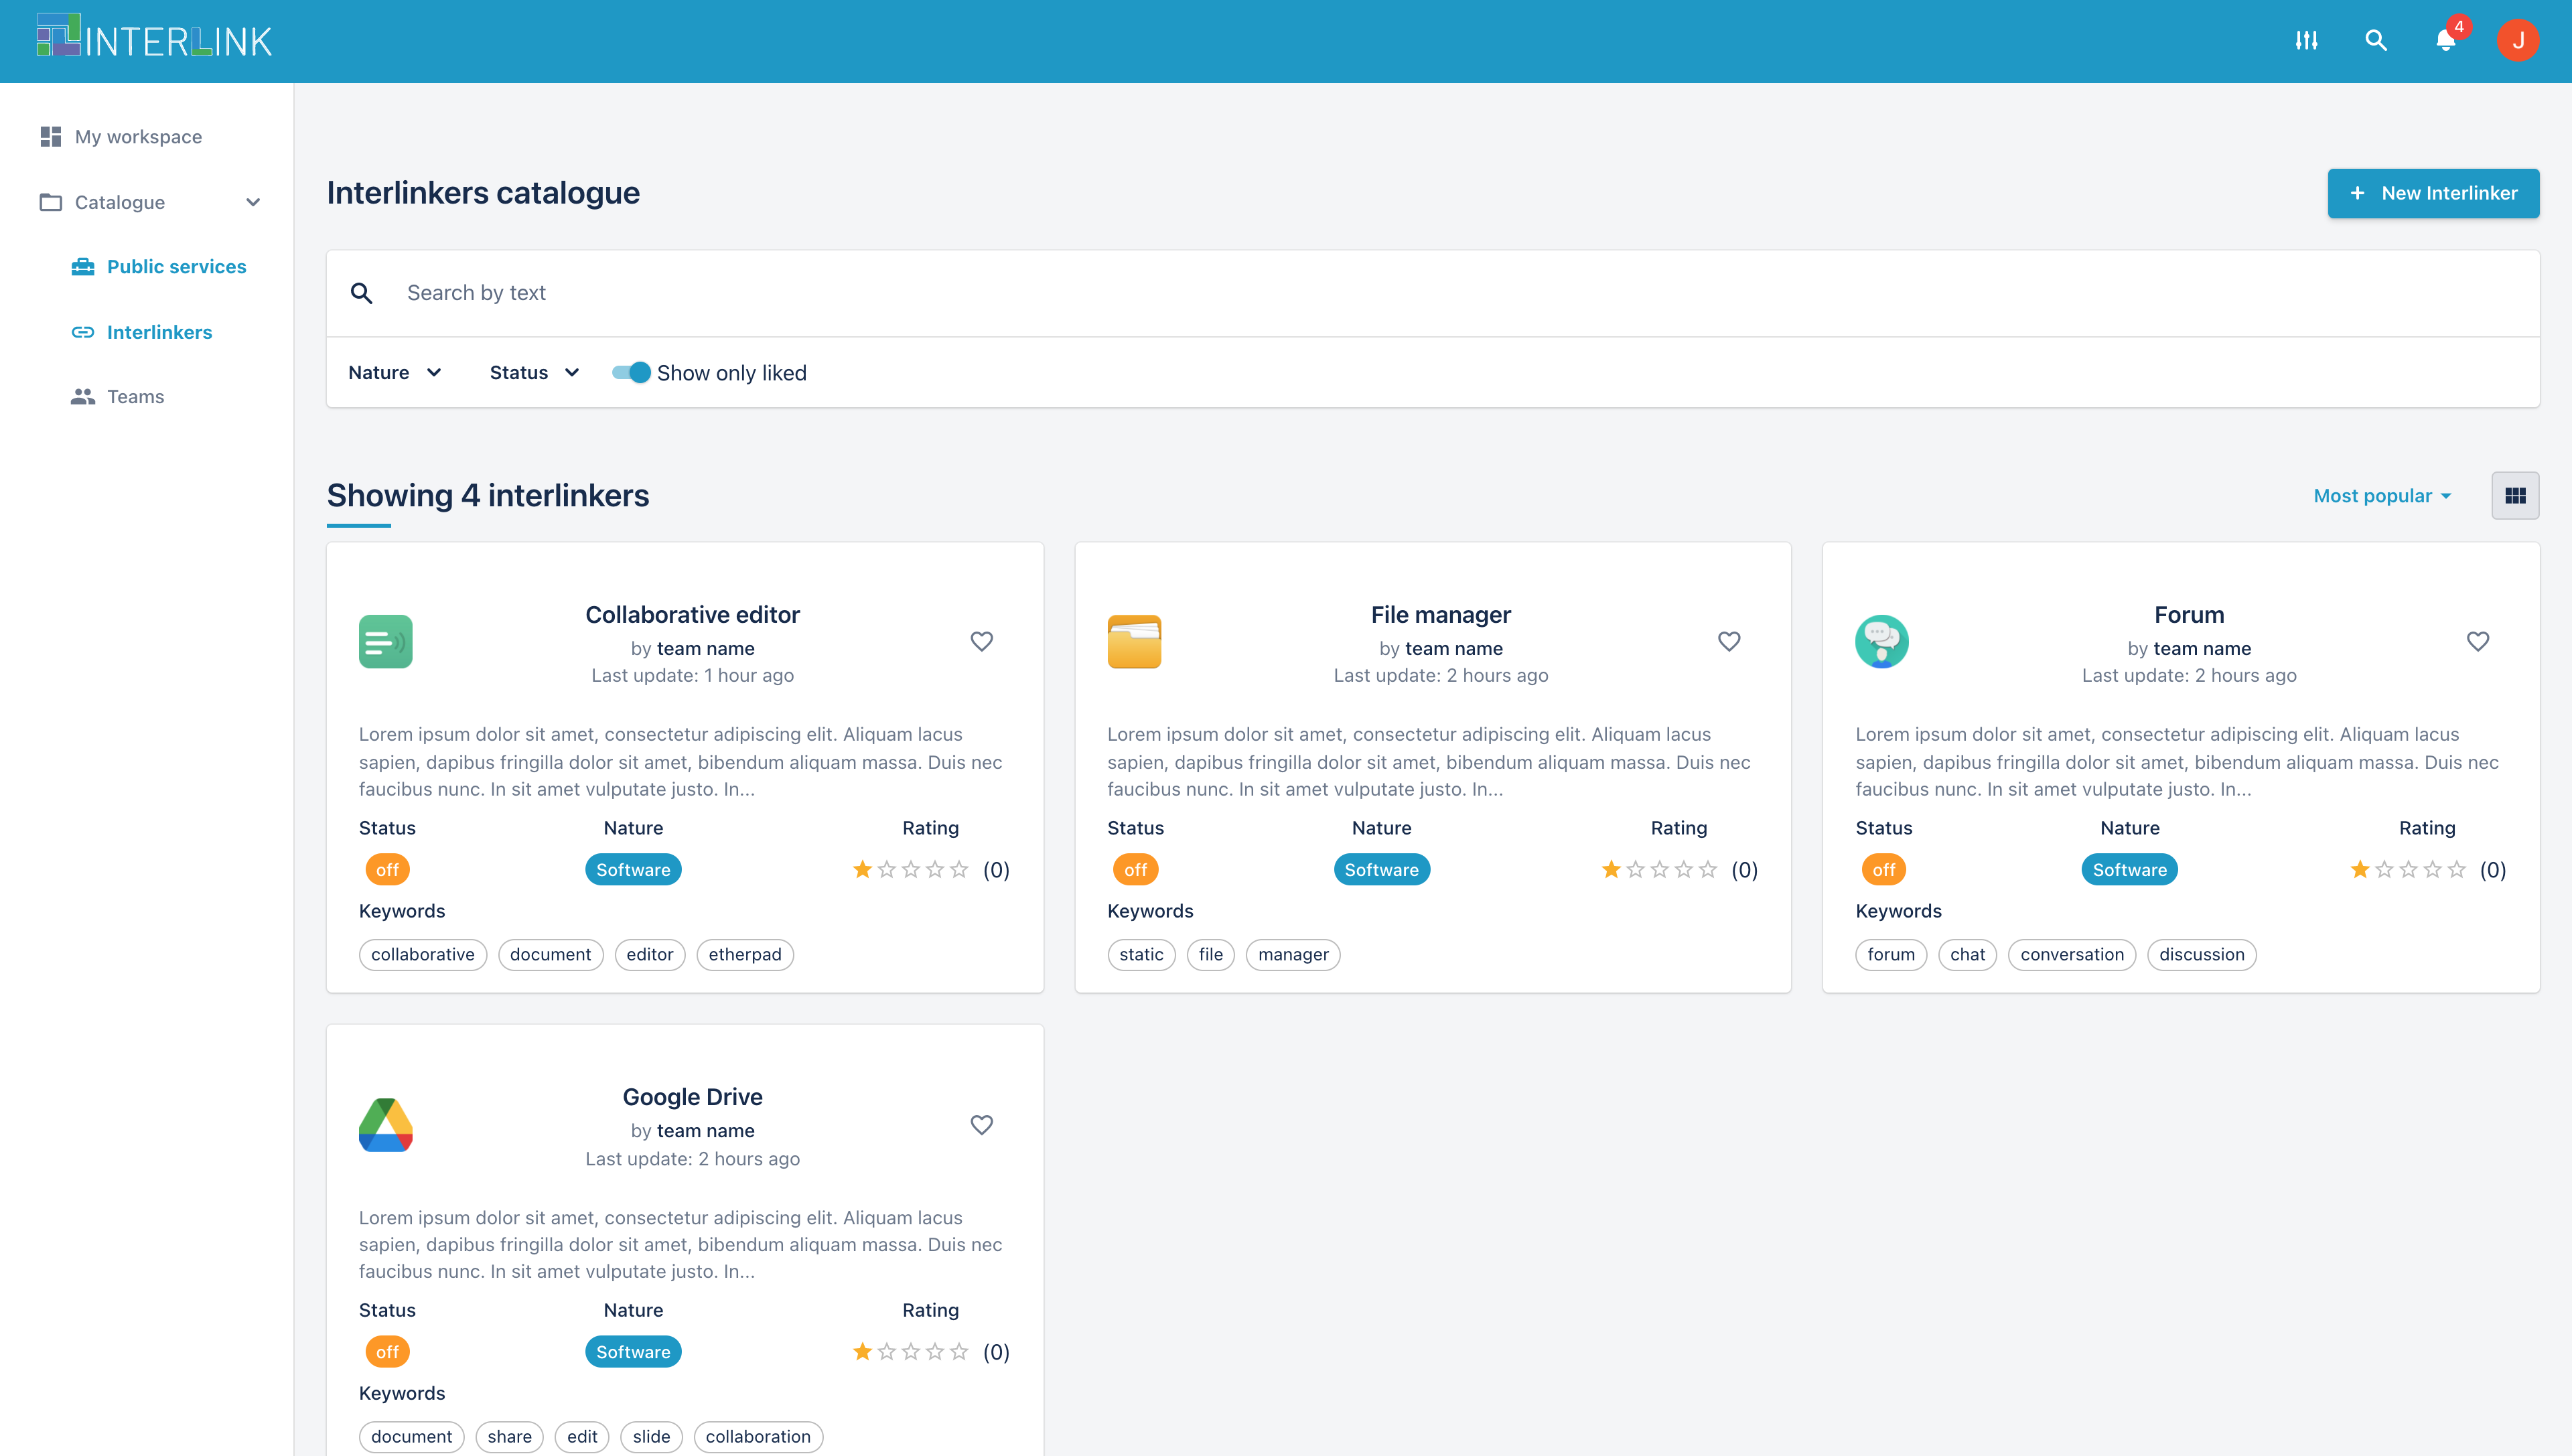 INTERLINK
4
J
My workspace
Catalogue
Public services
Interlinkers
Teams
Interlinkers catalogue
+ New Interlinker
Search by text
Nature
Status
Show only liked
Showing 4 interlinkers
Most popular
Collaborative editor
by team name
Last update: 1 hour ago
Lorem ipsum dolor sit amet, consectetur adipiscing elit. Aliquam lacus
sapien, dapibus fringilla dolor sit amet, bibendum aliquam massa. Duis nec
faucibus nunc. In sit amet vulputate justo. In...
Status Nature Rating
off Software (0)
Keywords
collaborative document editor etherpad
File manager
by team name
Last update: 2 hours ago
Lorem ipsum dolor sit amet, consectetur adipiscing elit. Aliquam lacus
sapien, dapibus fringilla dolor sit amet, bibendum aliquam massa. Duis nec
faucibus nunc. In sit amet vulputate justo. In...
Status Nature Rating
off Software (0)
Keywords
static file manager
Forum
by team name
Last update: 2 hours ago
Lorem ipsum dolor sit amet, consectetur adipiscing elit. Aliquam lacus
sapien, dapibus fringilla dolor sit amet, bibendum aliquam massa. Duis nec
faucibus nunc. In sit amet vulputate justo. In...
Status Nature Rating
off Software (0)
Keywords
forum chat conversation discussion
Google Drive
by team name
Last update: 2 hours ago
Lorem ipsum dolor sit amet, consectetur adipiscing elit. Aliquam lacus
sapien, dapibus fringilla dolor sit amet, bibendum aliquam massa. Duis nec
faucibus nunc. In sit amet vulputate justo. In...
Status Nature Rating
off Software (0)
Keywords
document share edit slide collaboration